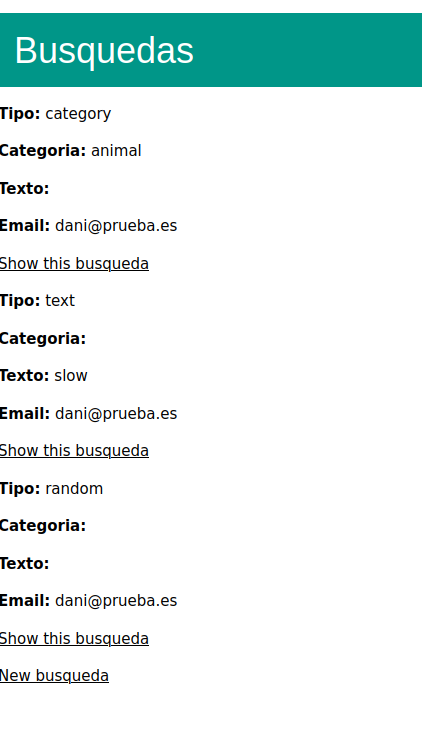 Busquedas
Tipo: category
Categoria: animal
Texto:
Email: dani@prueba.es
Show this busqueda
Tipo: text
Categoria:
Texto: slow
Email: dani@prueba.es
Show this busqueda
Tipo: random
Categoria:
Texto:
Email: dani@prueba.es
Show this busqueda
New busqueda